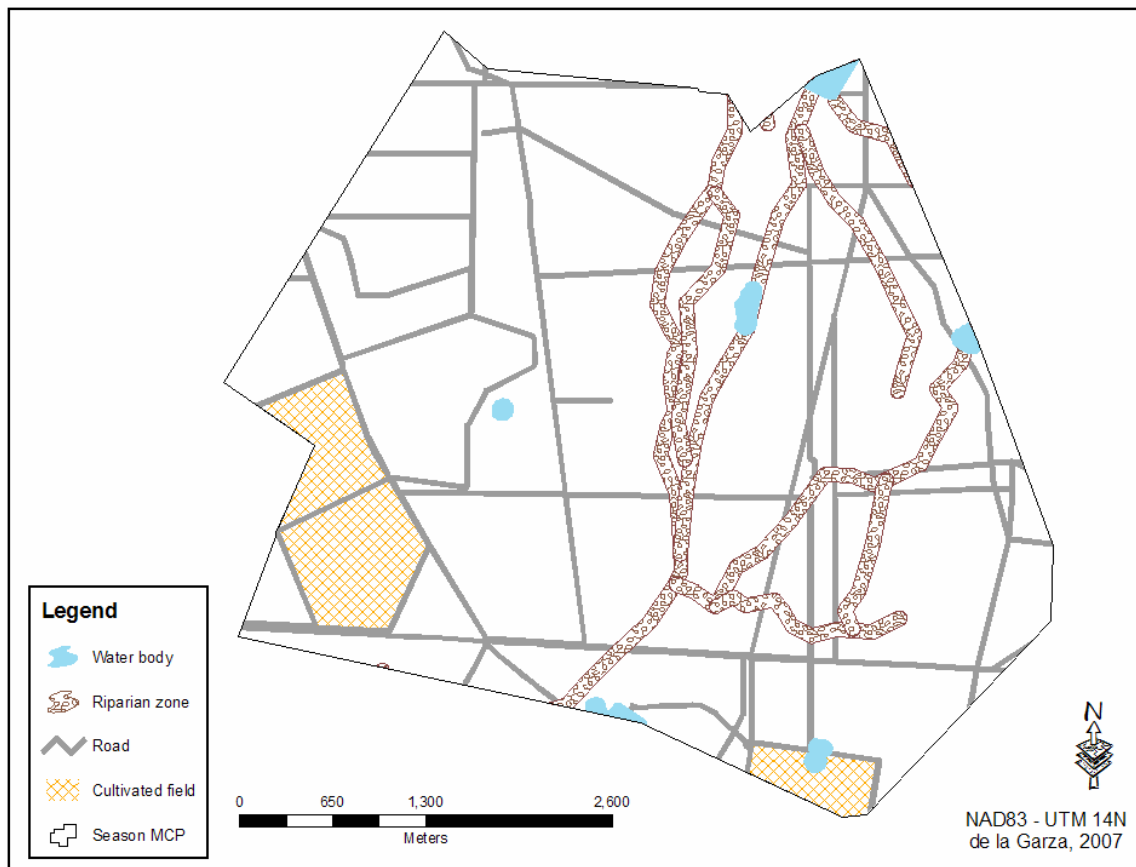 Legend
Water body
Riparian zone
Road
Cultivated field
Season MCP
0 650 1,300 2,600
Meters
N
NAD83 - UTM 14N
de la Garza, 2007